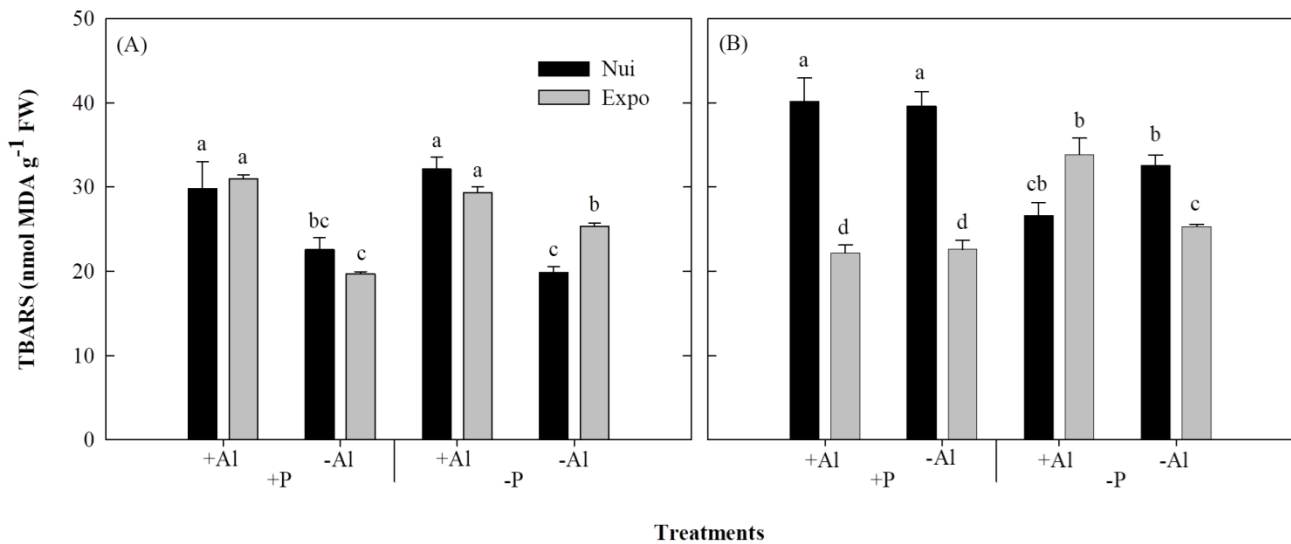 (A)
(B)
Nui
Expo
TBARS (nmol MDA g⁻¹ FW)
50
40
30
20
10
0
a a bc c a a c b
a d a d cb b b c
+Al -Al +Al -Al
+P -P
+Al -Al +Al -Al
+P -P
Treatments